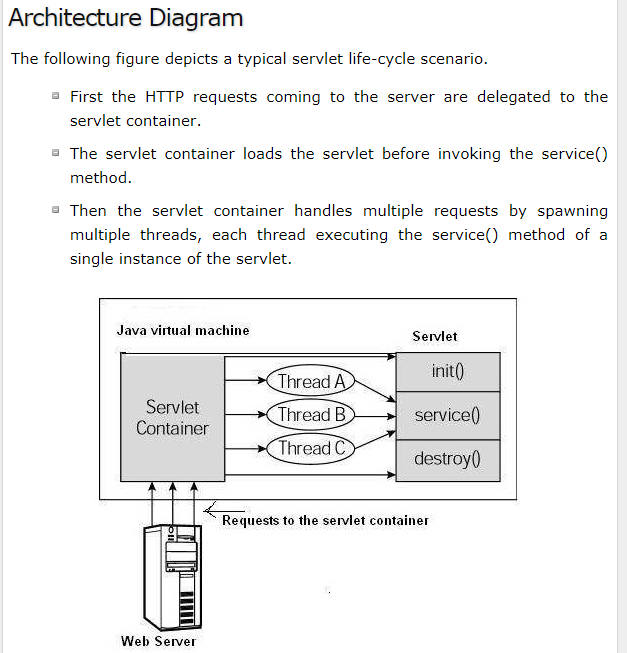 Architecture Diagram
The following figure depicts a typical servlet life-cycle scenario.
First the HTTP requests coming to the server are delegated to the
servlet container.
The servlet container loads the servlet before invoking the service()
method.
Then the servlet container handles multiple requests by spawning
multiple threads, each thread executing the service() method of a
single instance of the servlet.
Java virtual machine
Servlet
init()
Thread A
Servlet
Container
Thread B
service()
Thread C
destroy()
Requests to the servlet container
Web Server